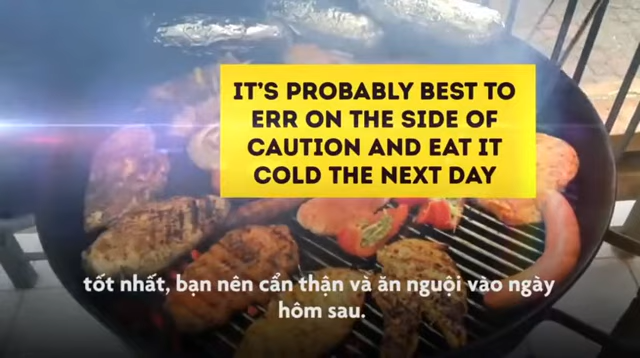 IT'S PROBABLY BEST TO
ERR ON THE SIDE OF
CAUTION AND EAT IT
COLD THE NEXT DAY
tốt nhất, bạn nên cẩn thận và ăn nguội vào ngày
hôm sau.